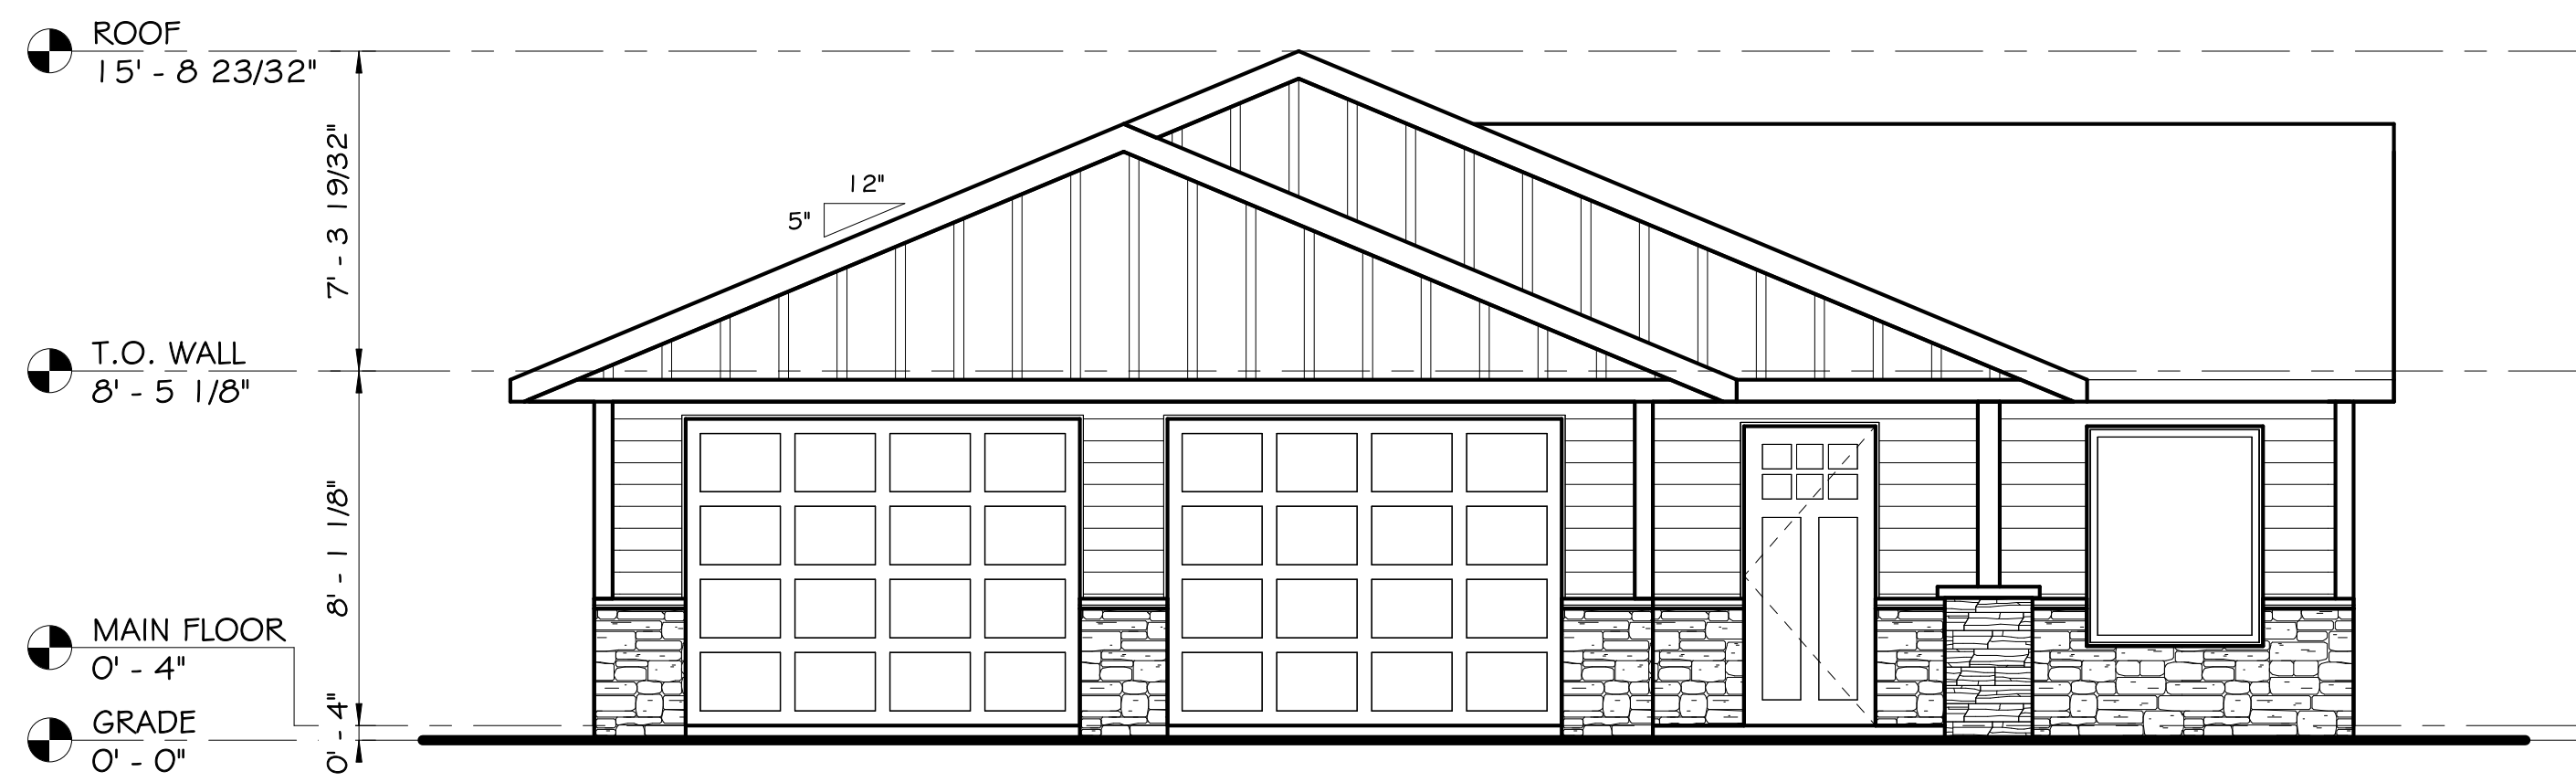 ROOF
15' - 8 23/32"
7' - 3 19/32"
12"
5"
T.O. WALL
8' - 5 1/8"
8' - 1 1/8"
MAIN FLOOR
0' - 4"
0' - 4"
GRADE
0' - 0"